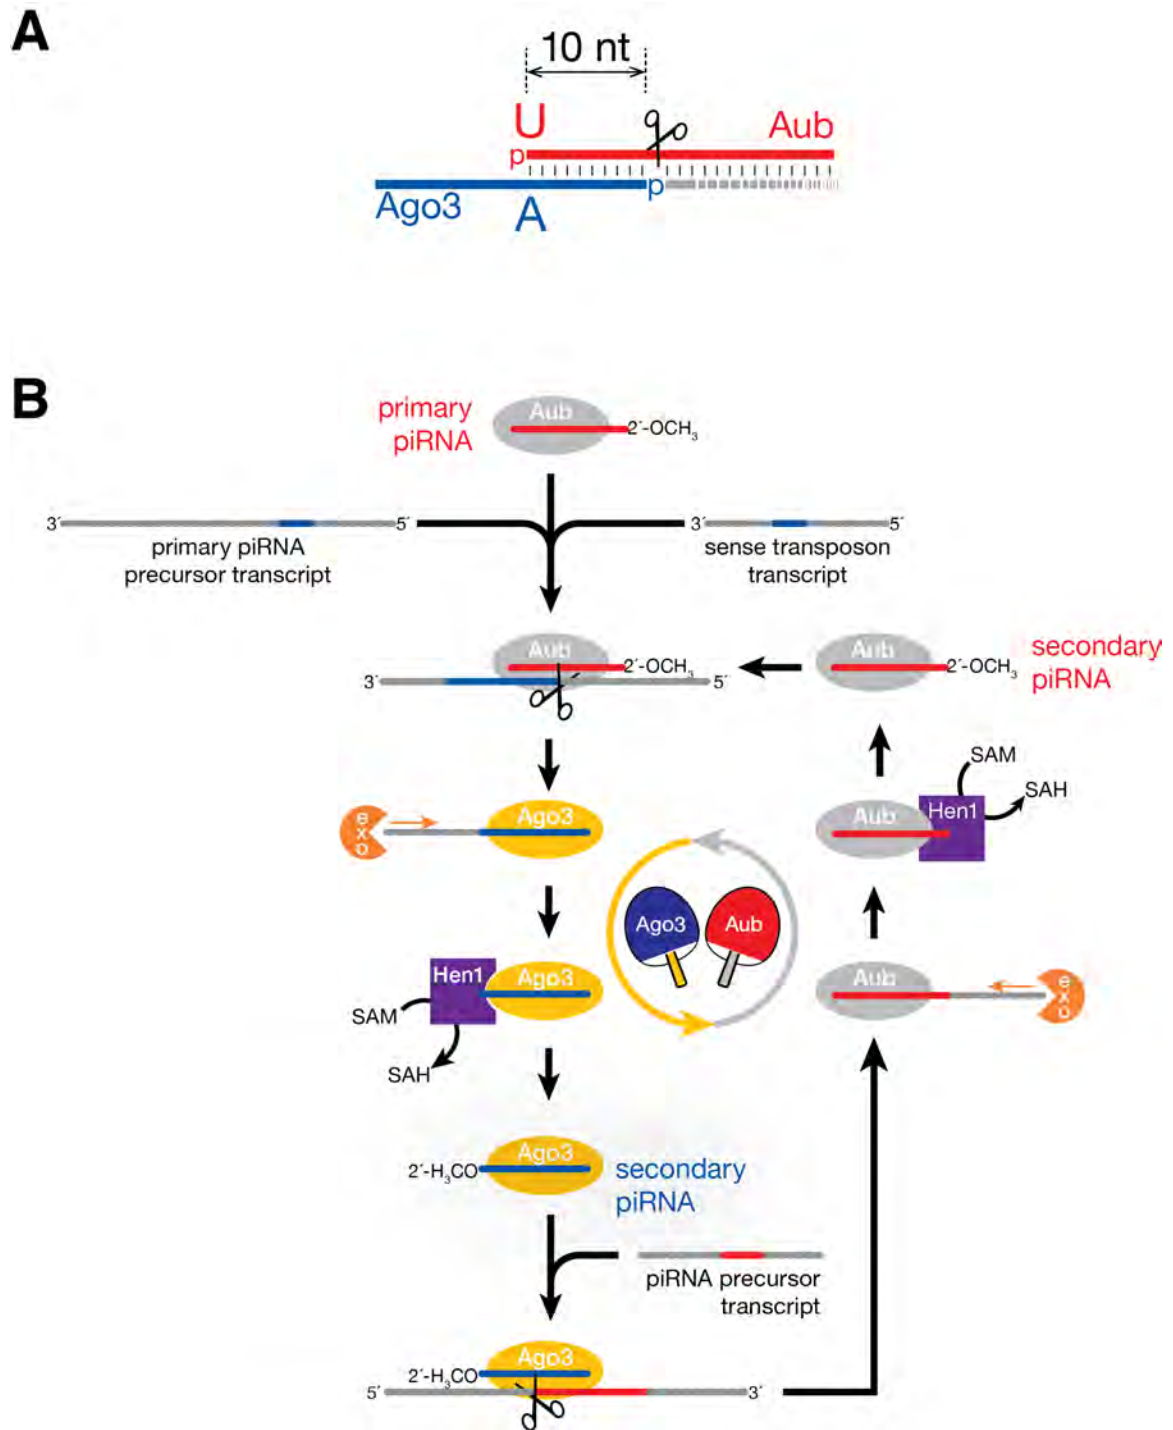 A
10 nt
U
Aub
p
p
Ago3
A
B
primary
piRNA
Aub
2´-OCH3
3´
5´
3´
5´
primary piRNA
precursor transcript
sense transposon
transcript
Aub
2´-OCH3
3´
5´
Aub
2´-OCH3
secondary
piRNA
SAM
SAH
exo
Ago3
Aub
Hen1
Ago3
Aub
Hen1
Ago3
SAM
SAH
Aub
exo
Ago3
2´-H3CO
secondary
piRNA
piRNA precursor
transcript
Ago3
2´-H3CO
5´
3´